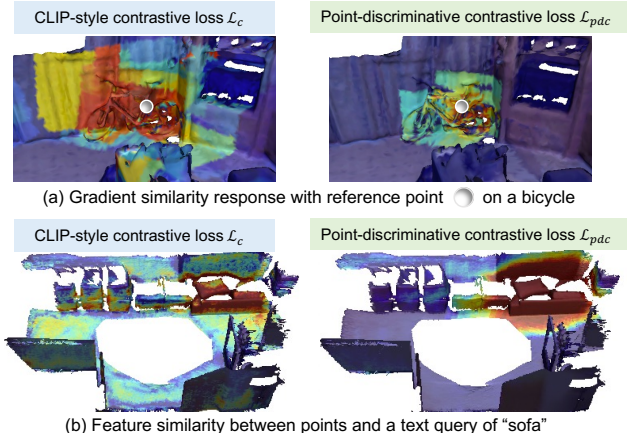 CLIP-style contrastive loss ℒc
Point-discriminative contrastive loss ℒpdc
(a) Gradient similarity response with reference point on a bicycle
CLIP-style contrastive loss ℒc
Point-discriminative contrastive loss ℒpdc
(b) Feature similarity between points and a text query of “sofa”